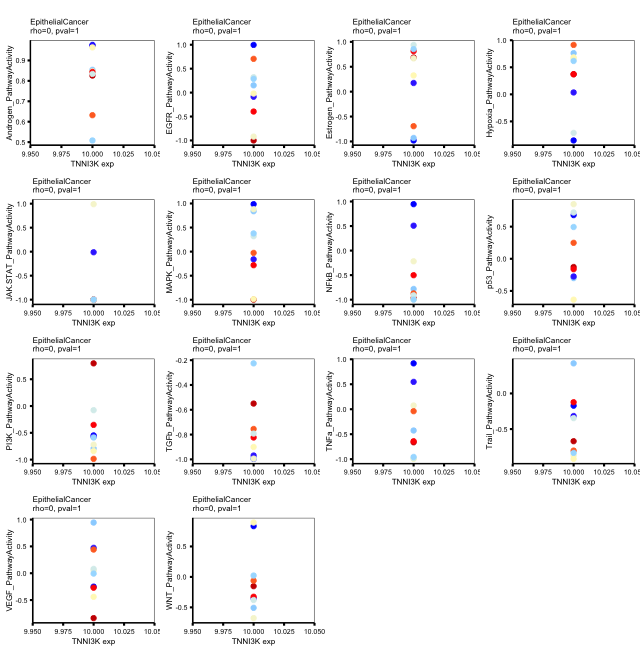 EpithelialCancer
rho=0, pval=1
Androgen_PathwayActivity
0.9
0.8
0.7
0.6
0.5
9.950 9.975 10.000 10.025 10.05
TNNI3K exp
EpithelialCancer
rho=0, pval=1
EGFR_PathwayActivity
1.0
0.5
0.0
-0.5
-1.0
9.950 9.975 10.000 10.025 10.05
TNNI3K exp
EpithelialCancer
rho=0, pval=1
Estrogen_PathwayActivity
1.0
0.5
0.0
-0.5
-1.0
9.950 9.975 10.000 10.025 10.05
TNNI3K exp
EpithelialCancer
rho=0, pval=1
Hypoxia_PathwayActivity
1.0
0.5
0.0
-0.5
9.950 9.975 10.000 10.025 10.05
TNNI3K exp
EpithelialCancer
rho=0, pval=1
JAK.STAT_PathwayActivity
1.0
0.5
0.0
-0.5
-1.0
9.950 9.975 10.000 10.025 10.05
TNNI3K exp
EpithelialCancer
rho=0, pval=1
MAPK_PathwayActivity
1.0
0.5
0.0
-0.5
-1.0
9.950 9.975 10.000 10.025 10.05
TNNI3K exp
EpithelialCancer
rho=0, pval=1
NFkB_PathwayActivity
1.0
0.5
0.0
-0.5
-1.0
9.950 9.975 10.000 10.025 10.05
TNNI3K exp
EpithelialCancer
rho=0, pval=1
p53_PathwayActivity
0.5
0.0
-0.5
9.950 9.975 10.000 10.025 10.05
TNNI3K exp
EpithelialCancer
rho=0, pval=1
PI3K_PathwayActivity
0.5
0.0
-0.5
-1.0
9.950 9.975 10.000 10.025 10.05
TNNI3K exp
EpithelialCancer
rho=0, pval=1
TGFb_PathwayActivity
-0.2
-0.4
-0.6
-0.8
-1.0
9.950 9.975 10.000 10.025 10.05
TNNI3K exp
EpithelialCancer
rho=0, pval=1
TNFa_PathwayActivity
1.0
0.5
0.0
-0.5
-1.0
9.950 9.975 10.000 10.025 10.05
TNNI3K exp
EpithelialCancer
rho=0, pval=1
Trail_PathwayActivity
0.0
-0.5
9.950 9.975 10.000 10.025 10.05
TNNI3K exp
EpithelialCancer
rho=0, pval=1
VEGF_PathwayActivity
1.0
0.5
0.0
-0.5
9.950 9.975 10.000 10.025 10.05
TNNI3K exp
EpithelialCancer
rho=0, pval=1
WNT_PathwayActivity
0.5
0.0
-0.5
9.950 9.975 10.000 10.025 10.050
TNNI3K exp